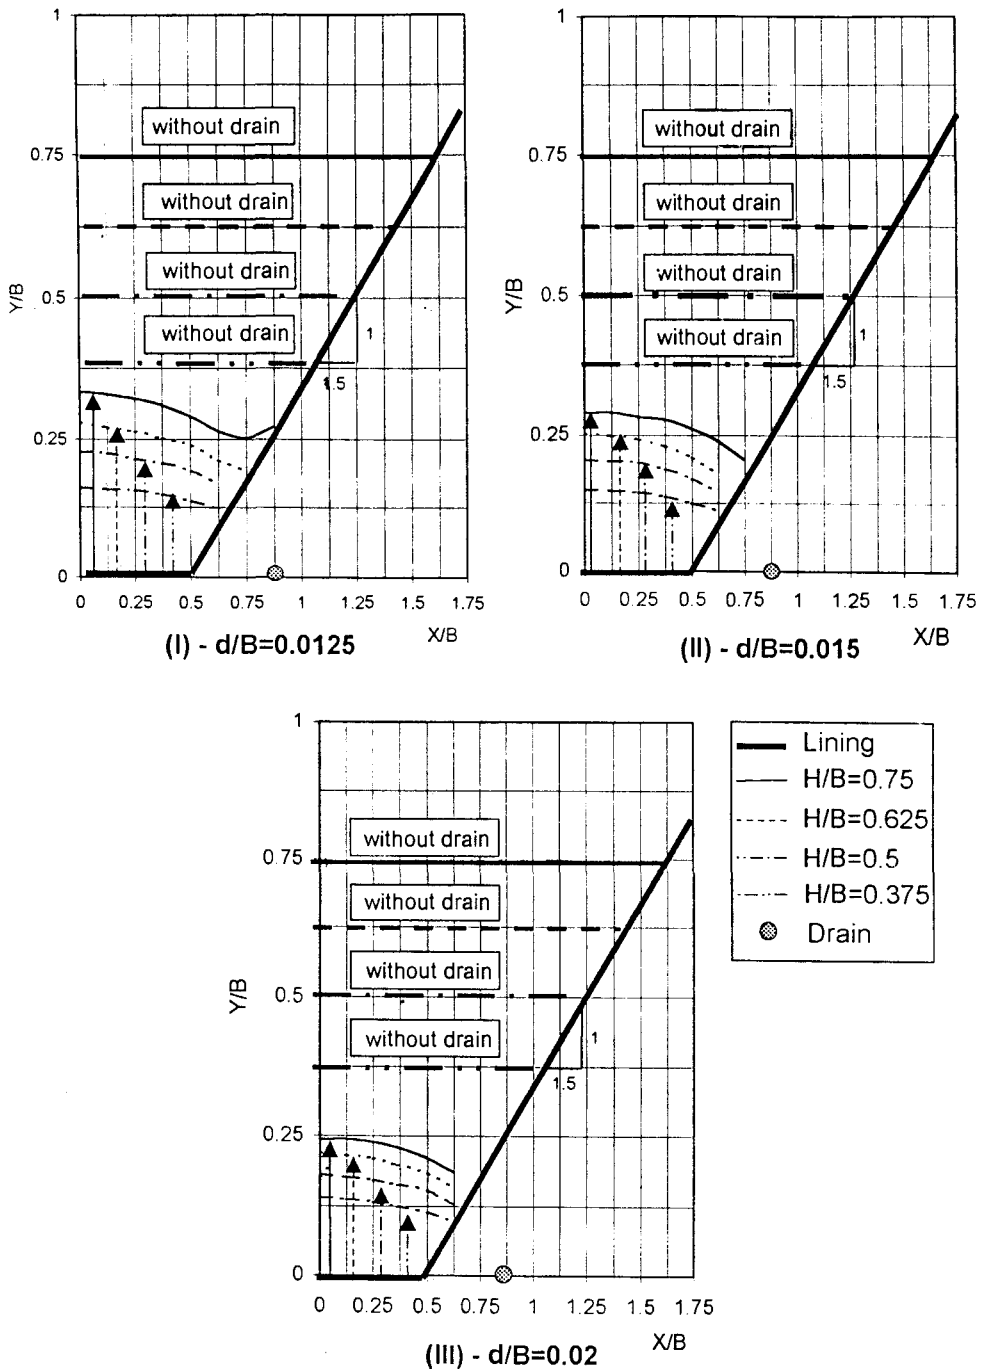 1
without drain
0.75
without drain
without drain
Y/B
0.5
without drain
1
1.5
0.25
0
0 0.25 0.5 0.75 1 1.25 1.5 1.75
X/B
(I) - d/B=0.0125
1
without drain
0.75
without drain
without drain
Y/B
0.5
without drain
1
1.5
0.25
0
0 0.25 0.5 0.75 1 1.25 1.5 1.75
X/B
(II) - d/B=0.015
1
without drain
0.75
without drain
without drain
Y/B
0.5
without drain
1
1.5
0.25
0
0 0.25 0.5 0.75 1 1.25 1.5 1.75
X/B
(III) - d/B=0.02
Lining
H/B=0.75
H/B=0.625
H/B=0.5
H/B=0.375
Drain